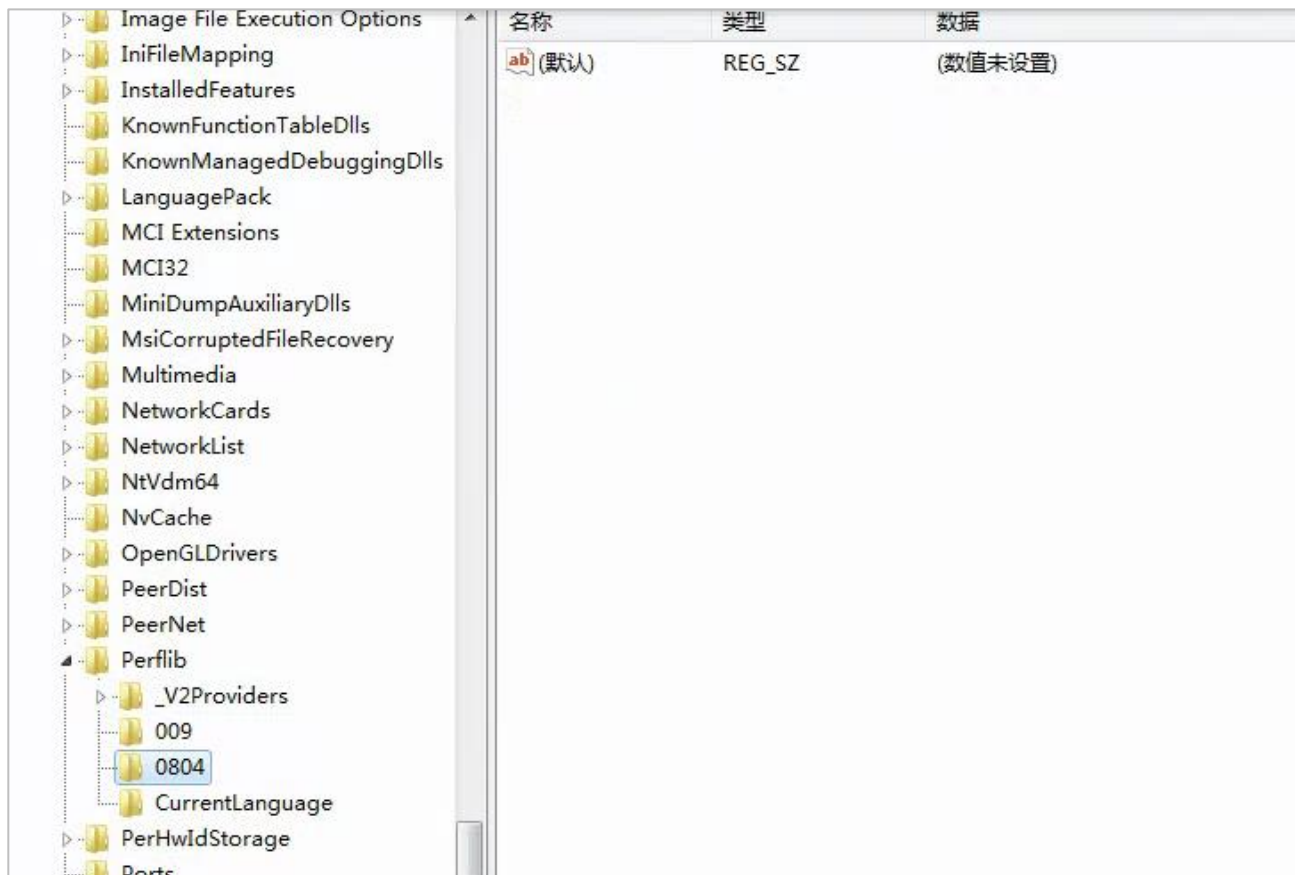 Image File Execution Options
IniFileMapping
InstalledFeatures
KnownFunctionTableDlls
KnownManagedDebuggingDlls
LanguagePack
MCI Extensions
MCI32
MiniDumpAuxiliaryDlls
MsiCorruptedFileRecovery
Multimedia
NetworkCards
NetworkList
NtVdm64
NvCache
OpenGLDrivers
PeerDist
PeerNet
Perflib
_V2Providers
009
0804
CurrentLanguage
PerHwIdStorage
Ports
名称 类型 数据
ab (默认) REG_SZ (数值未设置)